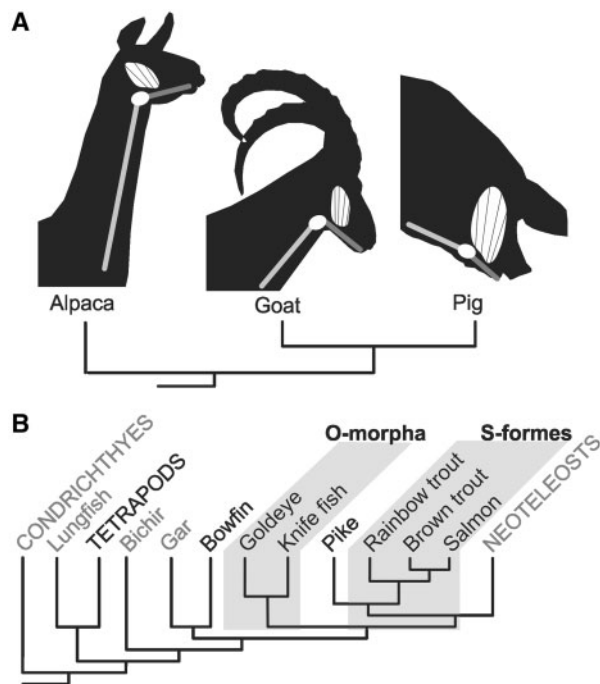 A
Alpaca
Goat
Pig
B
O-morpha
S-formes
CONDRICHTHYES
Lungfish
TETRAPODS
Bichir
Gar
Bowfin
Goldeye
Knife fish
Pike
Rainbow trout
Brown trout
Salmon
NEOTELEOSTS